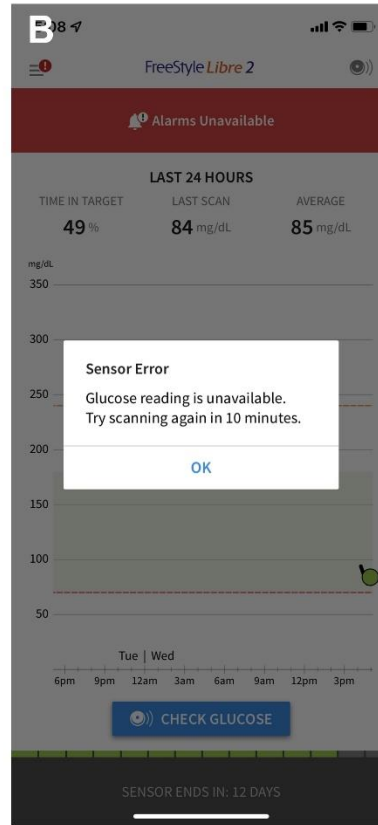 B
08
FreeStyle Libre 2
Alarms Unavailable
LAST 24 HOURS
TIME IN TARGET LAST SCAN AVERAGE
49 % 84 mg/dL 85 mg/dL
mg/dL
350
300
Sensor Error
Glucose reading is unavailable.
250
Try scanning again in 10 minutes.
200
OK
150
100
50
Tue | Wed
6pm 9pm 12am 3am 6am 9am 12pm 3pm
CHECK GLUCOSE
SENSOR ENDS IN: 12 DAYS